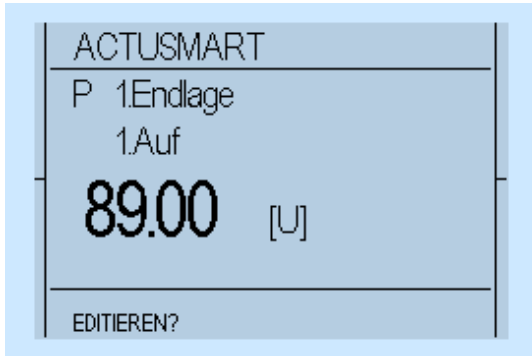 ACTUSMART
P 1.Endlage
1.Auf
89.00 [U]
EDITIEREN?